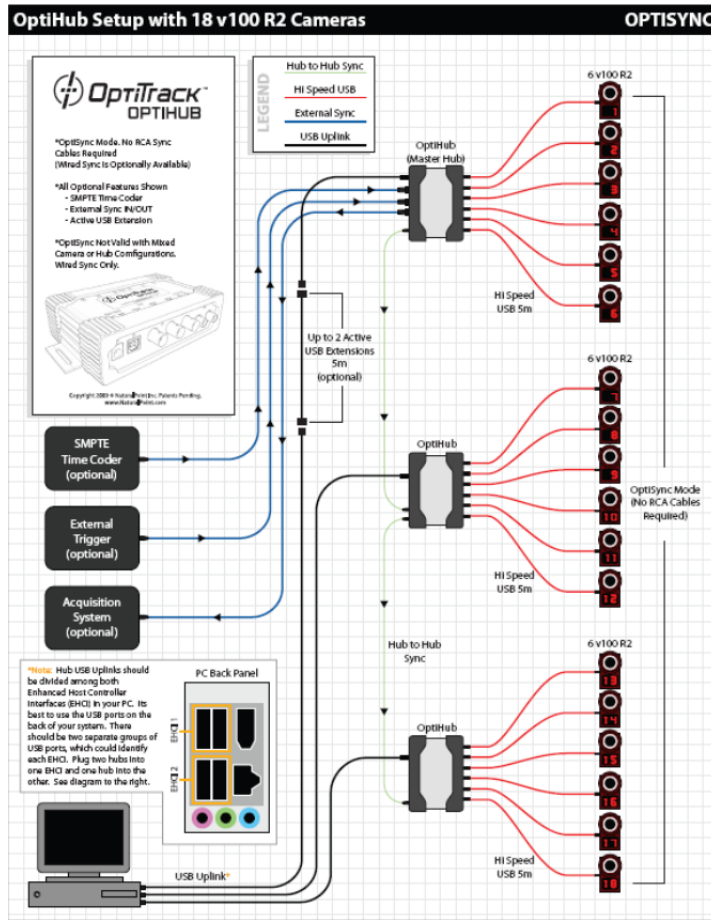 OptiHub Setup with 18 v100 R2 Cameras
OPTISYNC
OPTITRACK™
OPTIHUB
*OptiSync Mode. No RCA Sync
Cables Required
(Wired Sync is Optionally Available)
*All Optional Features Shown
- SMPTE Time Coder
- External Sync IN/OUT
- Active USB Extension
*OptiSync Not Valid with Mixed
Camera or Hub Configurations.
Wired Sync Only.
OPTITRACK
www.NaturalPoint.com
LEGEND
Hub to Hub Sync
Hi Speed USB
External Sync
USB Uplink
OptiHub
(Master Hub)
6 v100 R2
1
2
3
4
5
6
Hi Speed
USB 5m
Up to 2 Active
USB Extensions
5m
(optional)
SMPTE
Time Coder
(optional)
External
Trigger
(optional)
Acquisition
System
(optional)
OptiHub
6 v100 R2
7
8
9
10
11
12
Hi Speed
USB 5m
OptiSync Mode
(No RCA Cables
Required)
Hub to Hub
Sync
OptiHub
6 v100 R2
13
14
15
16
17
18
Hi Speed
USB 5m
*Note: Hub USB Uplinks should
be divided among both
Enhanced Host Controller
Interfaces (EHCI) in your PC. Its
best to use the USB ports on the
back of your system. There
should be two separate groups of
USB ports, which could identify
each EHCI. Plug two hubs into
one EHCI and one hub into the
other. See diagram to the right.
PC Back Panel
EHCI 1
EHCI 2
USB Uplink*